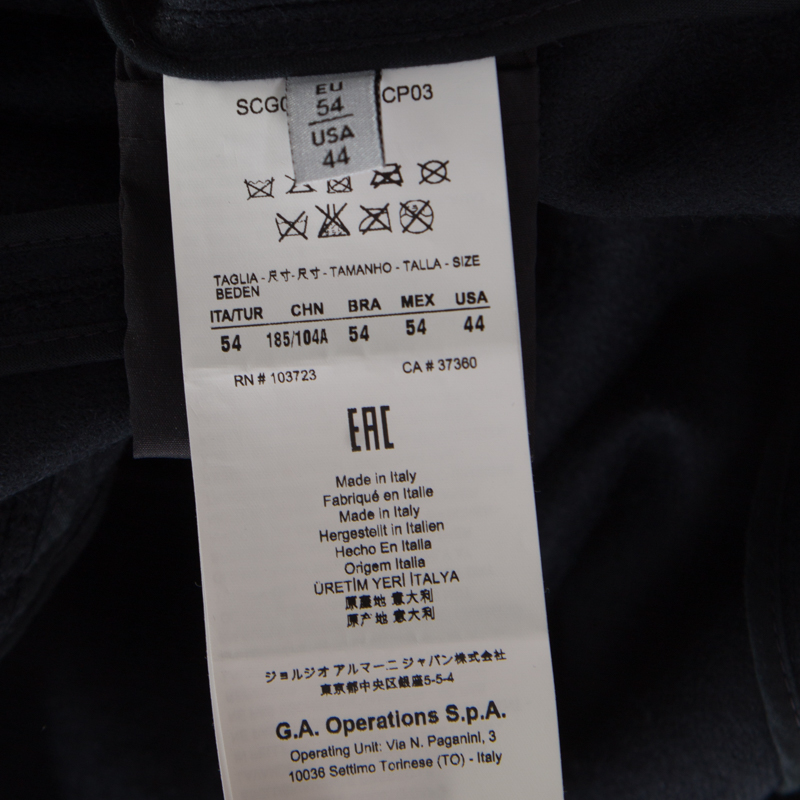 EU
54
USA
44
SCG0 CP03
TAGLIA - 尺寸 - 尺寸 - TAMANHO - TALLA - SIZE
BEDEN
ITA/TUR CHN BRA MEX USA
54 185/104A 54 54 44
RN # 103723 CA # 37360
EAC
Made in Italy
Fabriqué en Italie
Made in Italy
Hergestellt in Italien
Hecho En Italia
Origem Italia
ÜRETİM YERİ İTALYA
原產地 意大利
原产地 意大利
ジョルジオ アルマーニ ジャパン株式会社
東京都中央区銀座5-5-4
G.A. Operations S.p.A.
Operating Unit: Via N. Paganini, 3
10036 Settimo Torinese (TO) - Italy